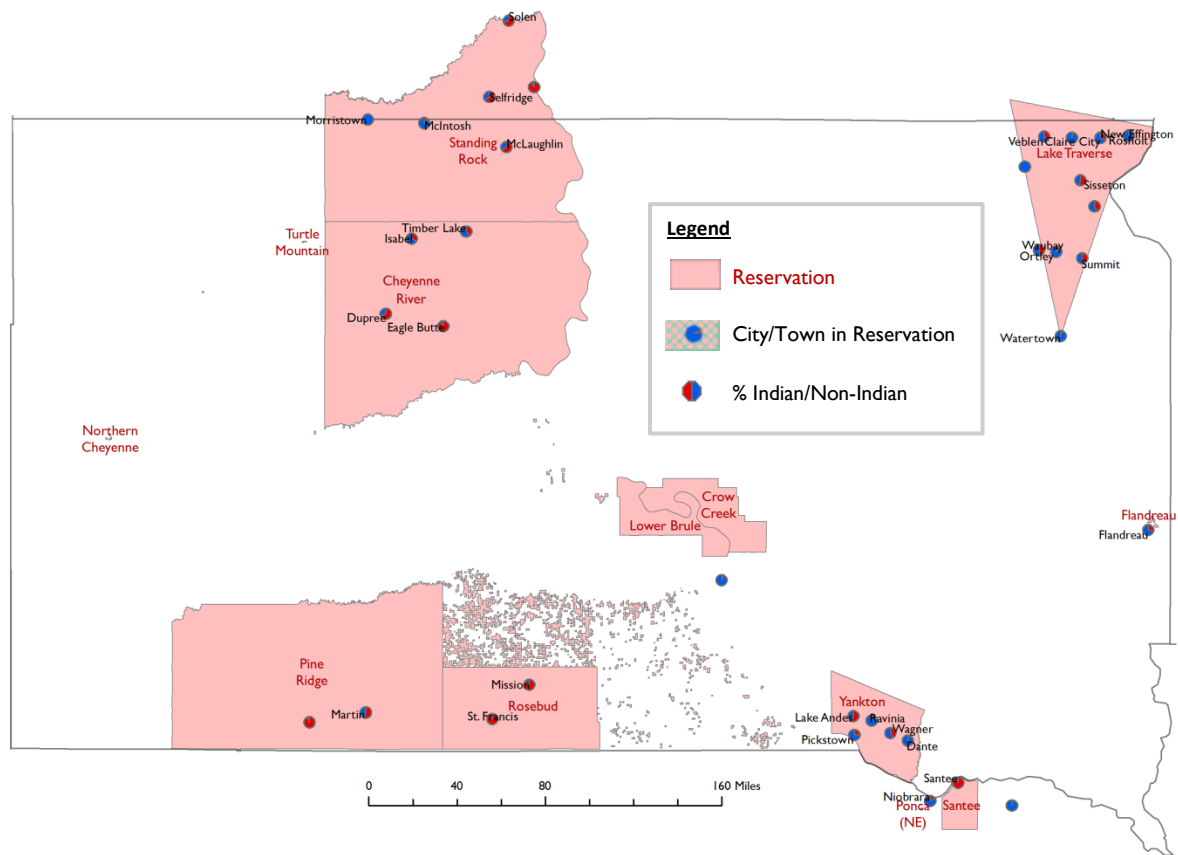 Solen
Selfridge
Morristown
McIntosh
McLaughlin
Standing
Rock
New Effington
Veblen
Claire City
Rosholt
Lake Traverse
Sisseton
Timber Lake
Isabel
Turtle
Mountain
Legend
Reservation
City/Town in Reservation
% Indian/Non-Indian
Waubay
Ortley
Summit
Cheyenne
River
Dupree
Eagle Butte
Watertown
Northern
Cheyenne
Crow
Creek
Lower Brule
Flandreau
Flandreau
Pine
Ridge
Mission
Rosebud
Martin
St. Francis
Yankton
Lake Andes
Ravinia
Wagner
Pickstown
Dante
Santee
Niobrara
Ponca
(NE)
Santee
0 40 80 160 Miles